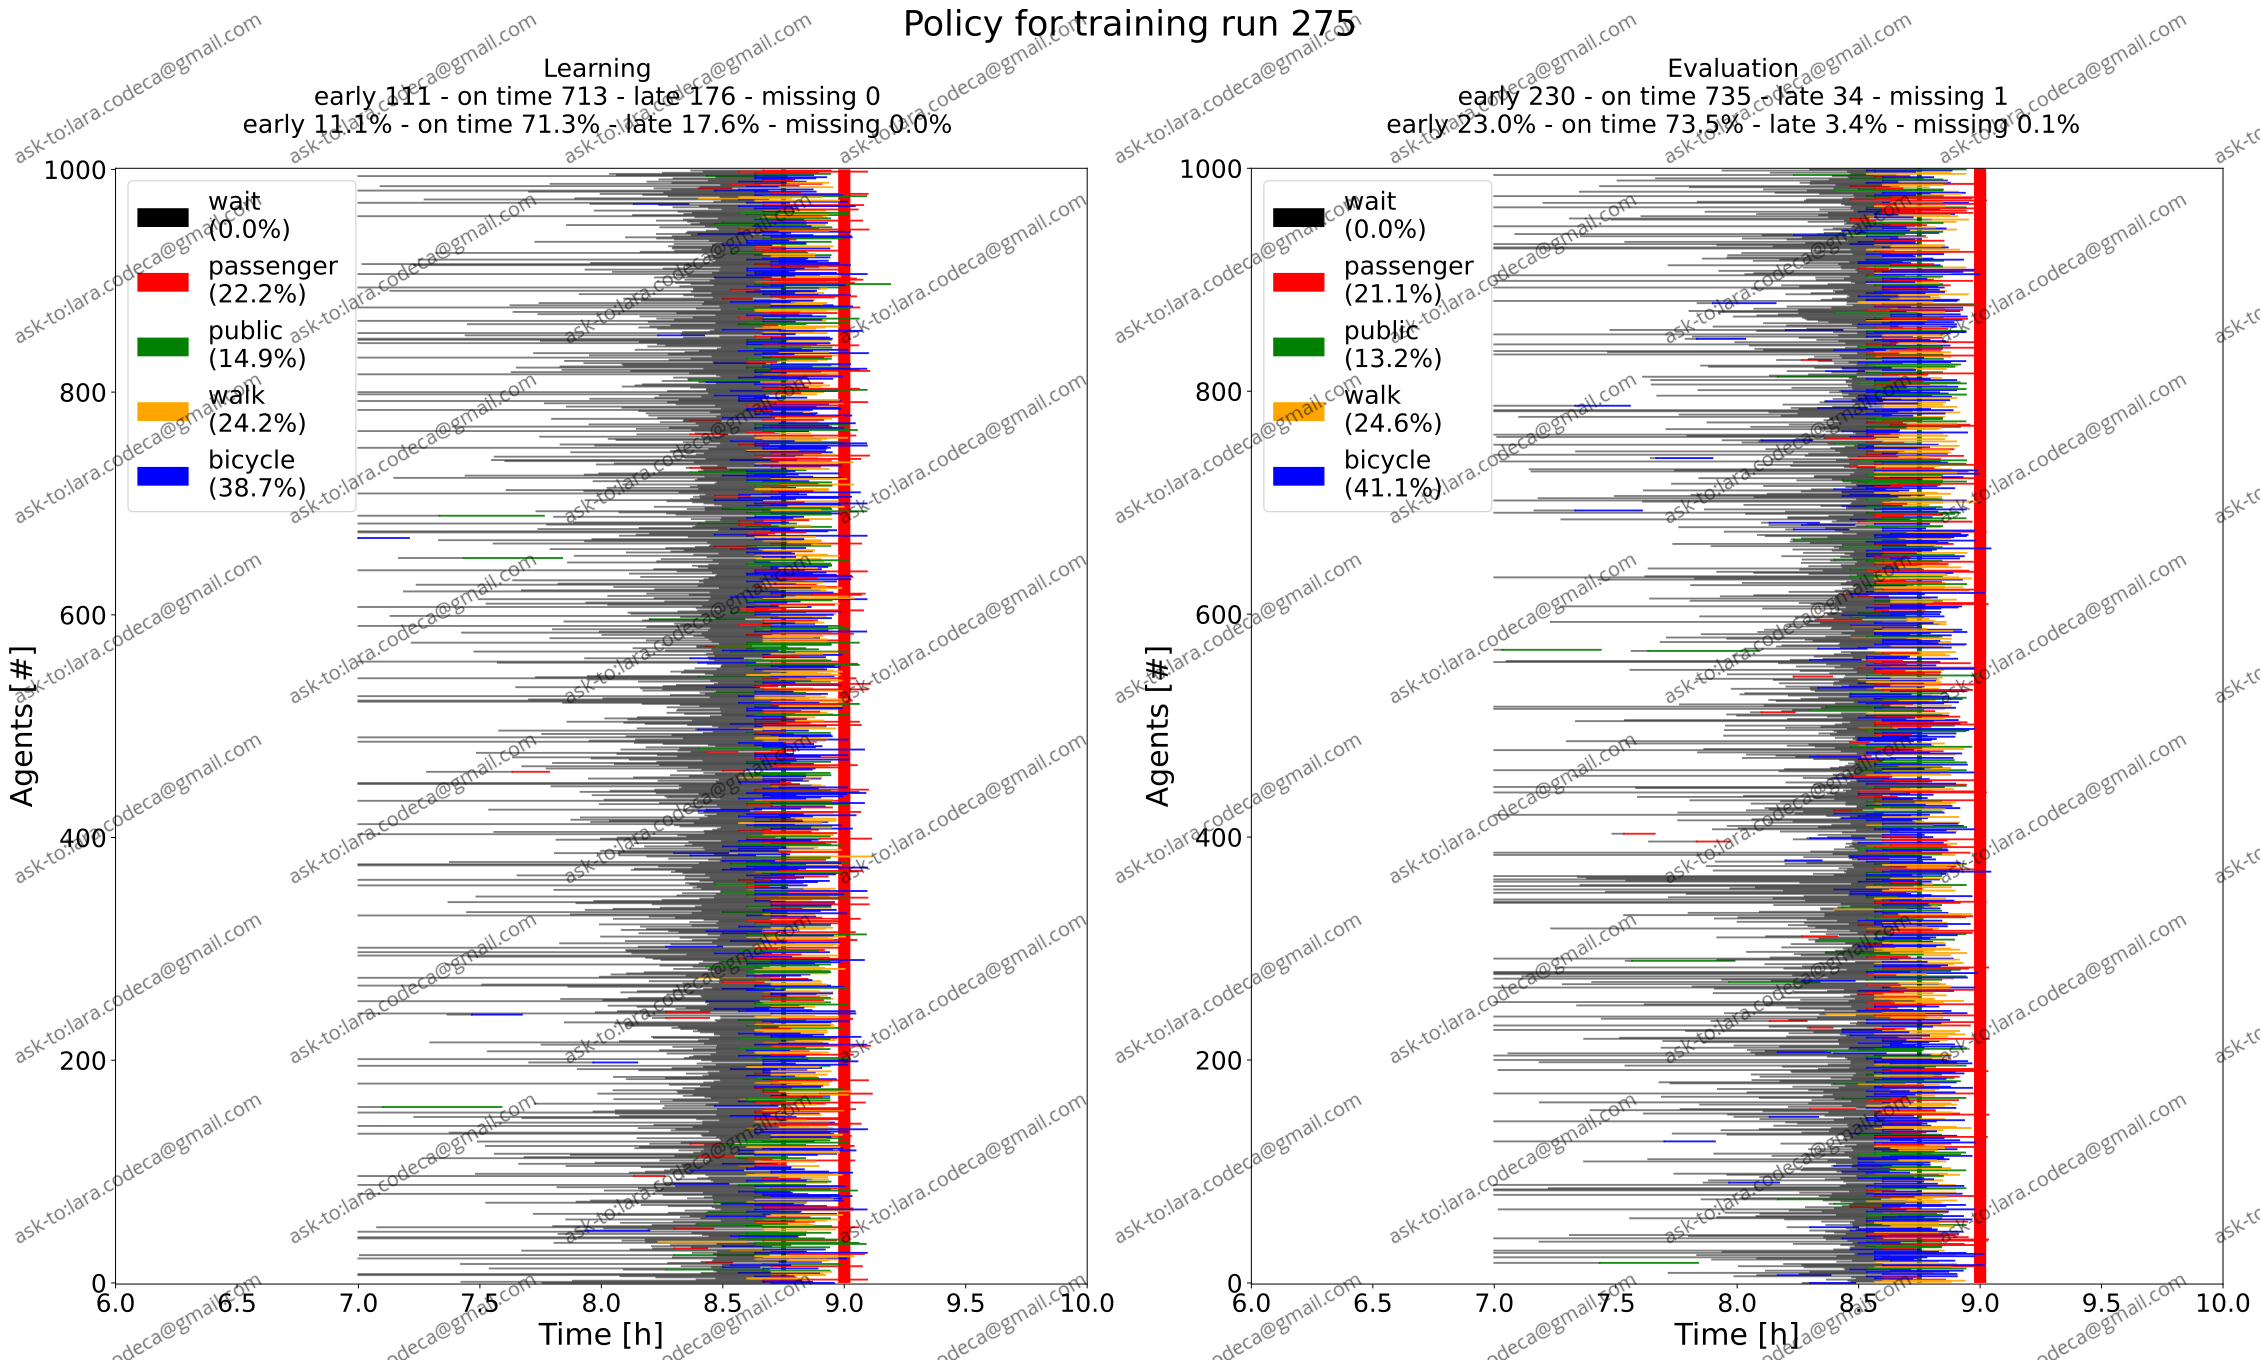 Policy for training run 275
Learning
early 111 - on time 713 - late 176 - missing 0
early 11.1% - on time 71.3% - late 17.6% - missing 0.0%
1000
800
600
400
200
0
Agents [#]
wait
(0.0%)
passenger
(22.2%)
public
(14.9%)
walk
(24.2%)
bicycle
(38.7%)
6.0 6.5 7.0 7.5 8.0 8.5 9.0 9.5 10.0
Time [h]
Evaluation
early 230 - on time 735 - late 34 - missing 1
early 23.0% - on time 73.5% - late 3.4% - missing 0.1%
1000
800
600
400
200
0
Agents [#]
wait
(0.0%)
passenger
(21.1%)
public
(13.2%)
walk
(24.6%)
bicycle
(41.1%)
6.0 6.5 7.0 7.5 8.0 8.5 9.0 9.5 10.0
Time [h]
ask-to:lara.codeca@gmail.com